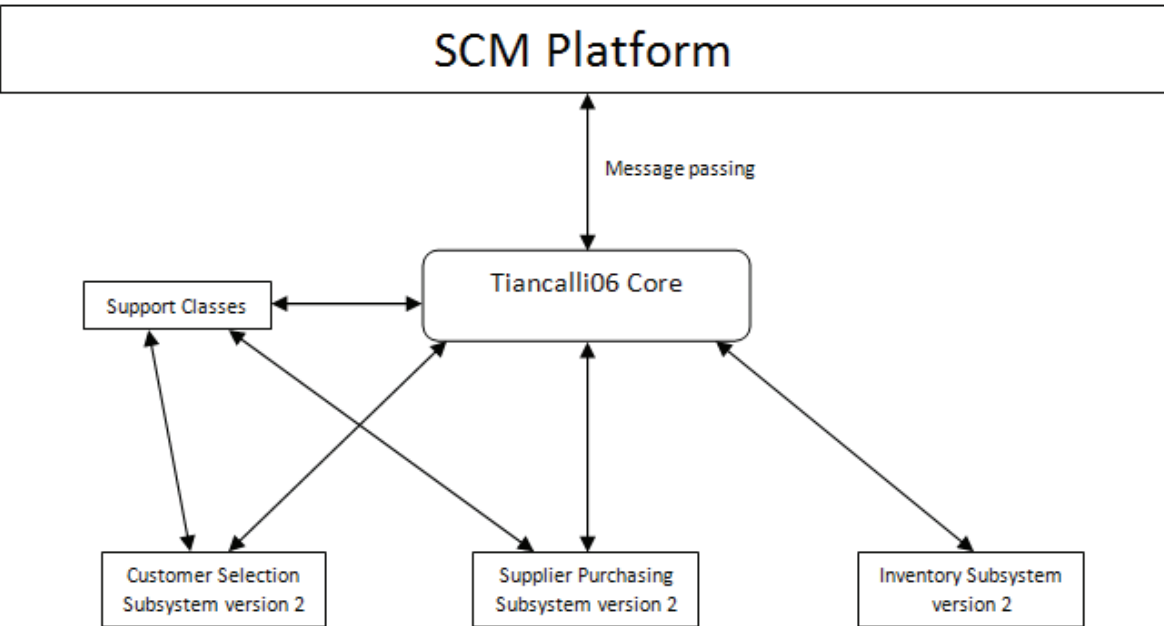 SCM Platform
Message passing
Tiancalli06 Core
Support Classes
Customer Selection
Subsystem version 2
Supplier Purchasing
Subsystem version 2
Inventory Subsystem
version 2